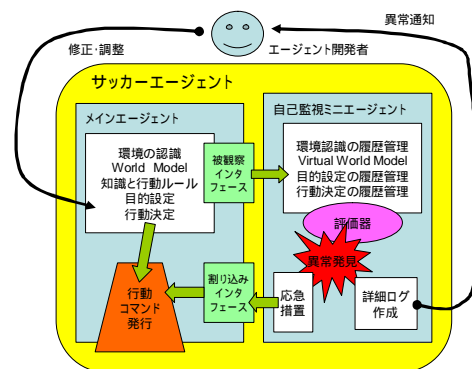 異常通知
修正・調整
エージェント開発者
サッカーエージェント
メインエージェント
環境の認識
World Model
知識と行動ルール
目的設定
行動決定
被観察
インタ
フェース
自己監視ミニエージェント
環境認識の履歴管理
Virtual World Model
目的設定の履歴管理
行動決定の履歴管理
評価器
異常発見
行動
コマンド
発行
割り込み
インタ
フェース
応急
措置
詳細ログ
作成